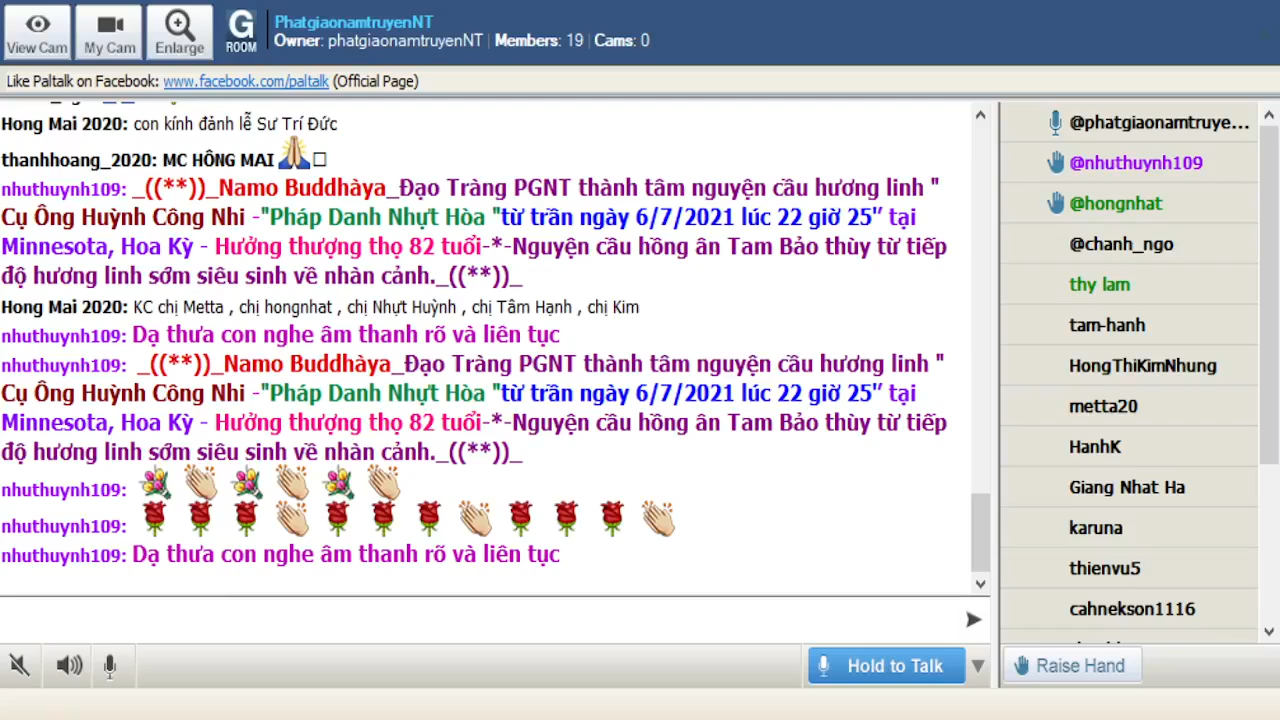 PhatgiaonamtruyenNT
View Cam My Cam Enlarge G ROOM Owner: phatgiaonamtruyenNT | Members: 19 | Cams: 0
Like Paltalk on Facebook: www.facebook.com/paltalk (Official Page)
Hong Mai 2020: con kính đảnh lễ Sư Trí Đức
thanhhoang_2020: MC HỒNG MAI 🙏
nhuthuynh109: _((**))_Namo Buddhàya_Đạo Tràng PGNT thành tâm nguyện cầu hương linh "
Cụ Ông Huỳnh Công Nhi -"Pháp Danh Nhựt Hòa "từ trần ngày 6/7/2021 lúc 22 giờ 25'' tại
Minnesota, Hoa Kỳ - Hưởng thượng thọ 82 tuổi-*-Nguyện cầu hồng ân Tam Bảo thùy từ tiếp
độ hương linh sớm siêu sinh về nhàn cảnh._((**))_
Hong Mai 2020: KC chị Metta , chị hongnhat , chị Nhựt Huỳnh , chị Tâm Hạnh , chị Kim
nhuthuynh109: Dạ thưa con nghe âm thanh rõ và liên tục
nhuthuynh109: _((**))_Namo Buddhàya_Đạo Tràng PGNT thành tâm nguyện cầu hương linh "
Cụ Ông Huỳnh Công Nhi -"Pháp Danh Nhựt Hòa "từ trần ngày 6/7/2021 lúc 22 giờ 25'' tại
Minnesota, Hoa Kỳ - Hưởng thượng thọ 82 tuổi-*-Nguyện cầu hồng ân Tam Bảo thùy từ tiếp
độ hương linh sớm siêu sinh về nhàn cảnh._((**))_
nhuthuynh109: 💐 👏 💐 👏 💐 👏
nhuthuynh109: 🌹 🌹 🌹 👏 🌹 🌹 🌹 👏 🌹 🌹 🌹 👏
nhuthuynh109: Dạ thưa con nghe âm thanh rõ và liên tục
@phatgiaonamtruye...
@nhuthuynh109
@hongnhat
@chanh_ngo
thy lam
tam-hanh
HongThiKimNhung
metta20
HanhK
Giang Nhat Ha
karuna
thienvu5
cahnekson1116
Hold to Talk
Raise Hand